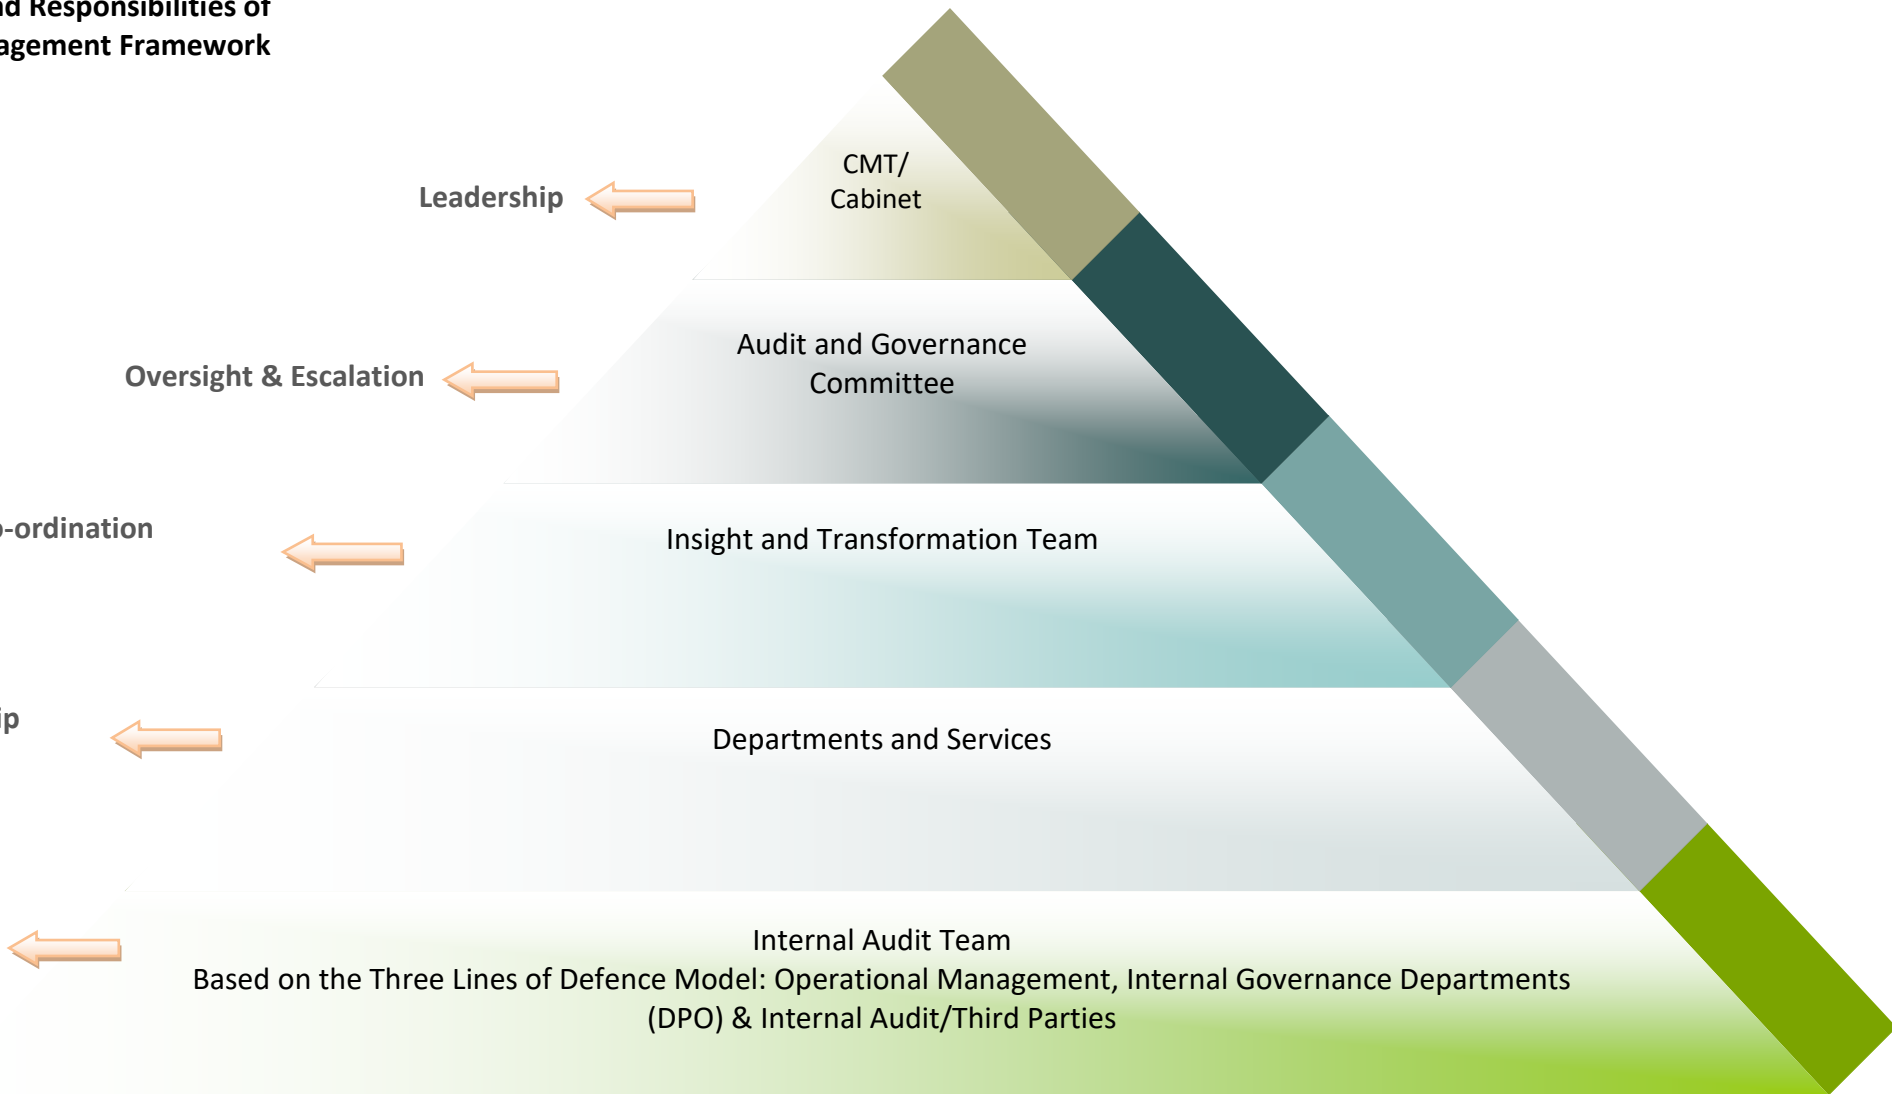 nd Responsibilities of
agement Framework
CMT/
Cabinet
Leadership
Audit and Governance
Committee
Oversight & Escalation
o-ordination
Insight and Transformation Team
ip
Departments and Services
Internal Audit Team
Based on the Three Lines of Defence Model: Operational Management, Internal Governance Departments
(DPO) & Internal Audit/Third Parties